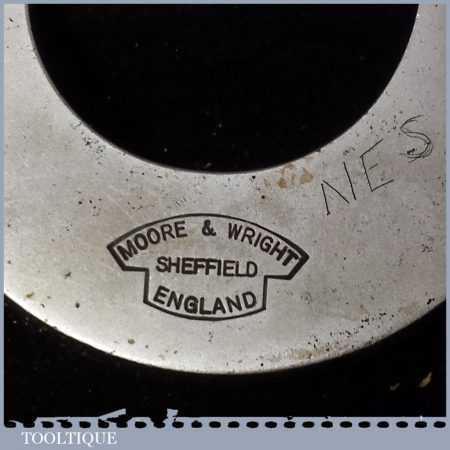 NES
MOORE & WRIGHT
SHEFFIELD
ENGLAND
TOOLTIQUE